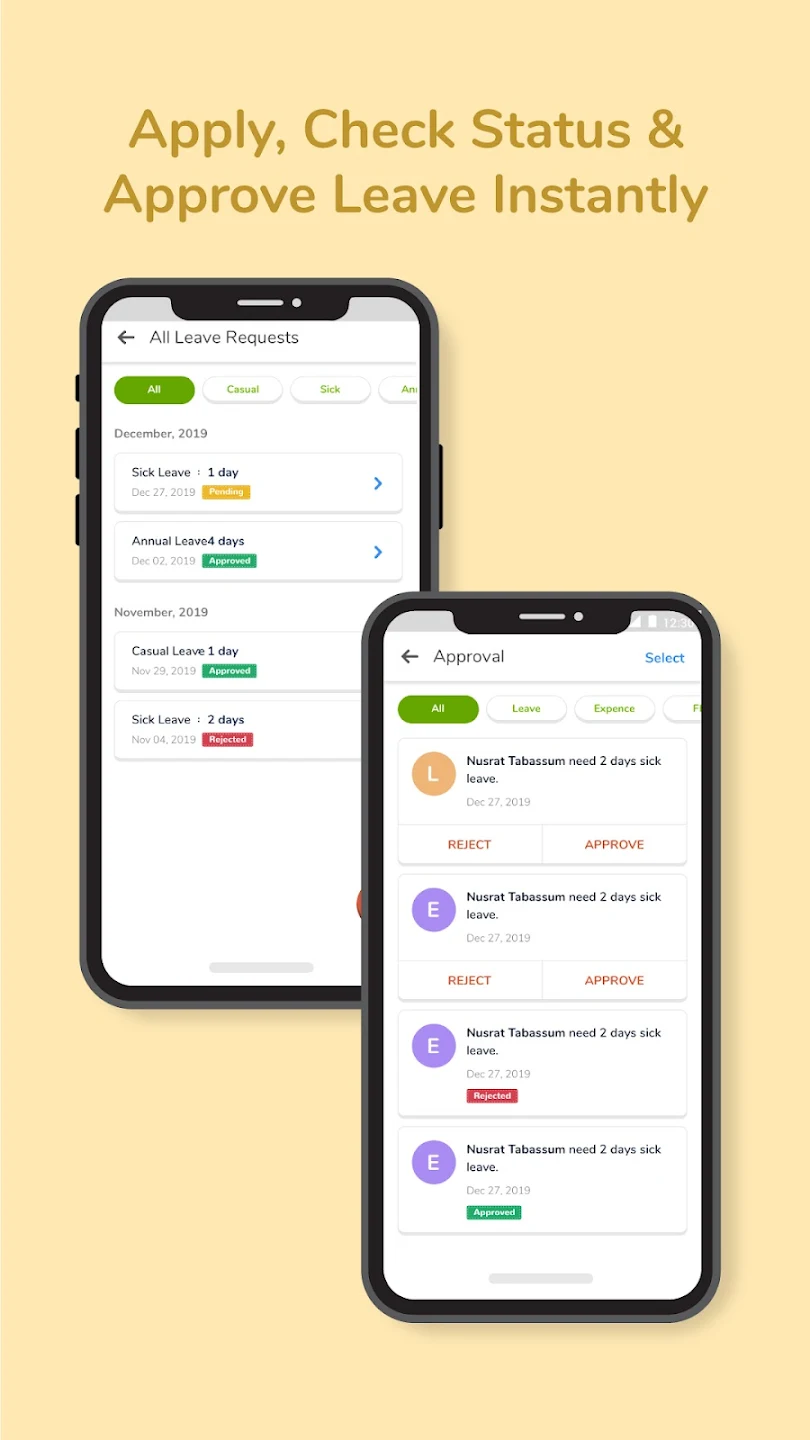 Apply, Check Status &
Approve Leave Instantly
All Leave Requests
All Casual Sick
December, 2019
Sick Leave : 1 day
Dec 27, 2019 Pending
Annual Leave4 days
Dec 02, 2019 Approved
November, 2019
Casual Leave 1 day
Nov 29, 2019 Approved
Sick Leave : 2 days
Nov 04, 2019 Rejected
Approval Select
All Leave Expence
L
Nusrat Tabassum need 2 days sick
leave.
Dec 27, 2019
REJECT APPROVE
E
Nusrat Tabassum need 2 days sick
leave.
Dec 27, 2019
REJECT APPROVE
E
Nusrat Tabassum need 2 days sick
leave.
Dec 27, 2019
Rejected
E
Nusrat Tabassum need 2 days sick
leave.
Dec 27, 2019
Approved